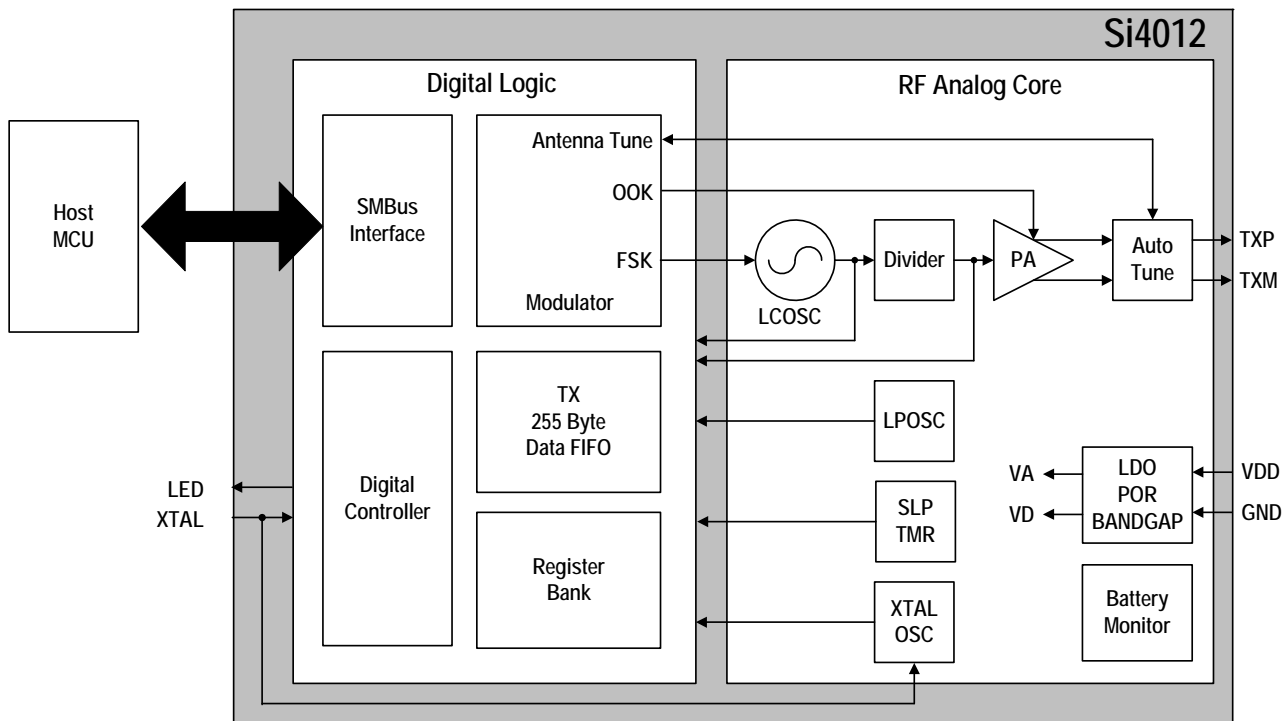 Si4012
Digital Logic
RF Analog Core
Host
MCU
SMBus
Interface
Antenna Tune
OOK
FSK
Modulator
LCOSC
Divider
PA
Auto
Tune
TXP
TXM
Digital
Controller
TX
255 Byte
Data FIFO
Register
Bank
LPOSC
SLP
TMR
XTAL
OSC
VA
VD
LDO
POR
BANDGAP
VDD
GND
Battery
Monitor
LED
XTAL